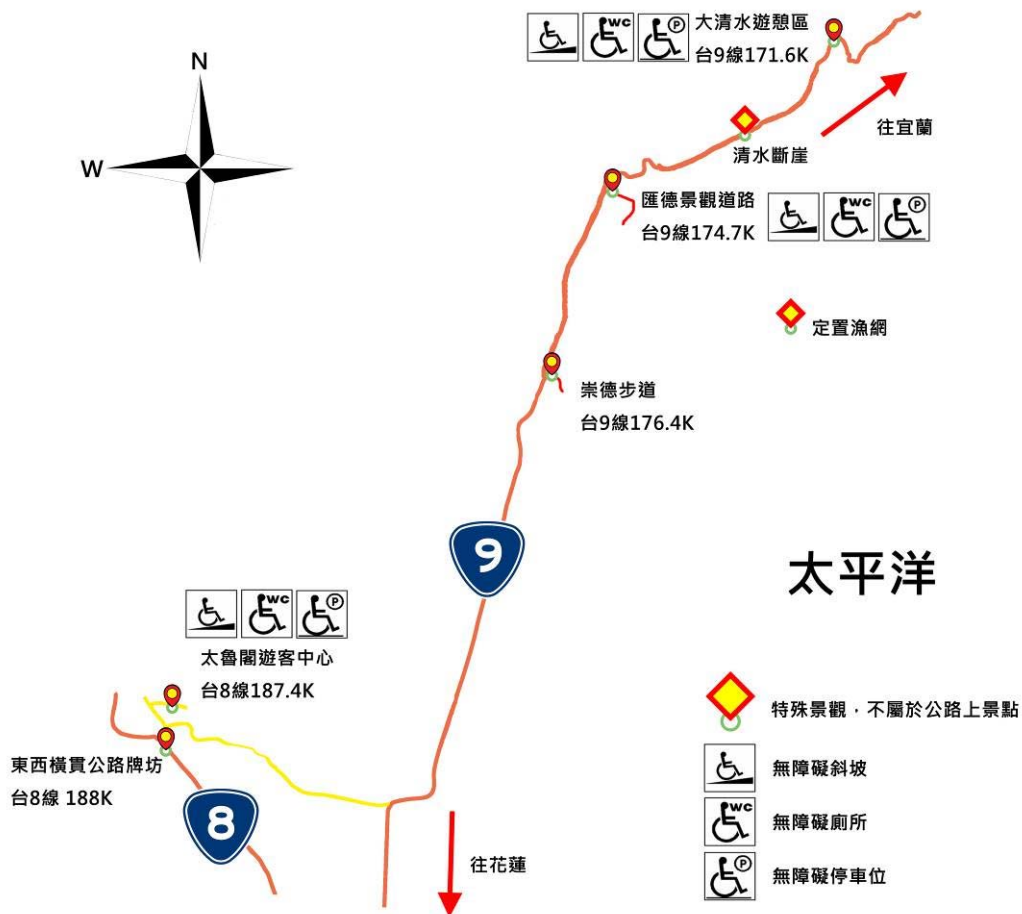 N
W
WC
P
大清水遊憩區
台9線171.6K
往宜蘭
清水斷崖
匯德景觀道路
台9線174.7K
WC
P
定置漁網
崇德步道
台9線176.4K
9
太平洋
WC
P
太魯閣遊客中心
台8線187.4K
東西橫貫公路牌坊
台8線 188K
8
往花蓮
特殊景觀，不屬於公路上景點
無障礙斜坡
WC
無障礙廁所
P
無障礙停車位